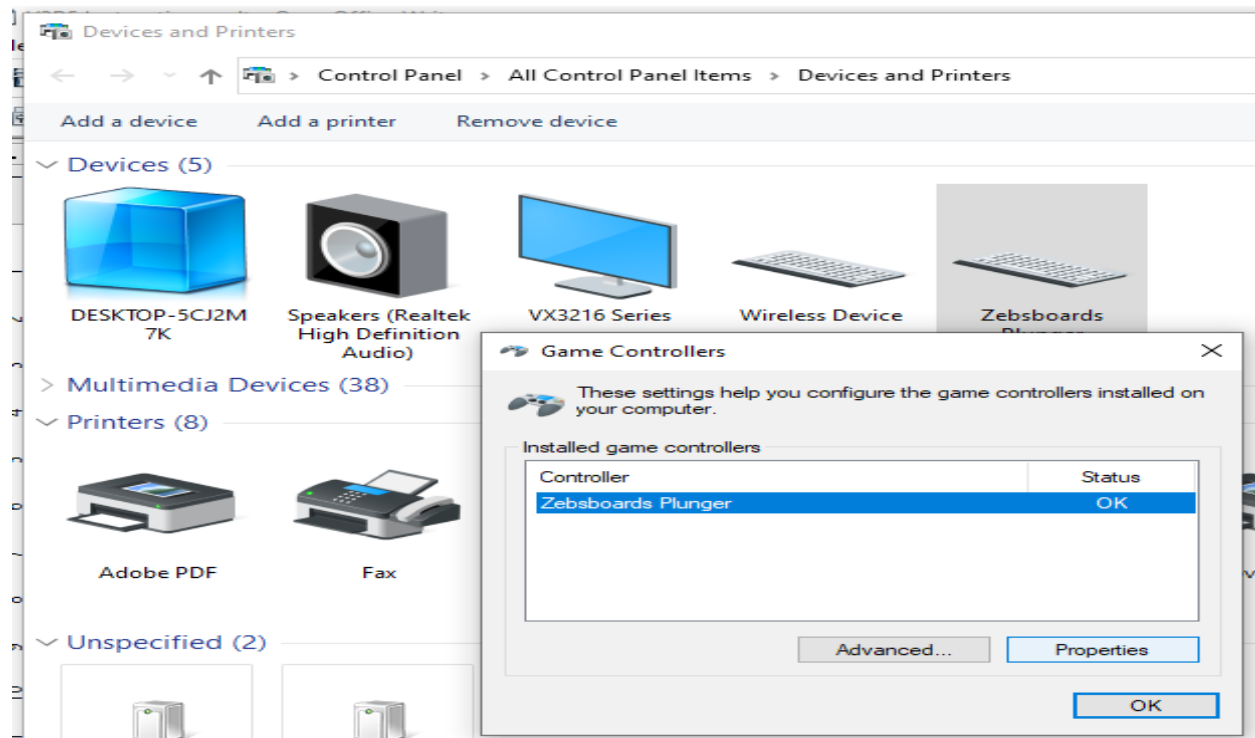 Devices and Printers
Control Panel > All Control Panel Items > Devices and Printers
Add a device Add a printer Remove device
Devices (5)
DESKTOP-5CJ2M
7K
Speakers (Realtek
High Definition
Audio)
VX3216 Series
Wireless Device
Zebsboards
Plunger
Multimedia Devices (38)
Printers (8)
Adobe PDF
Fax
Unspecified (2)
Game Controllers
These settings help you configure the game controllers installed on
your computer.
Installed game controllers
Controller Status
Zebsboards Plunger OK
Advanced... Properties
OK